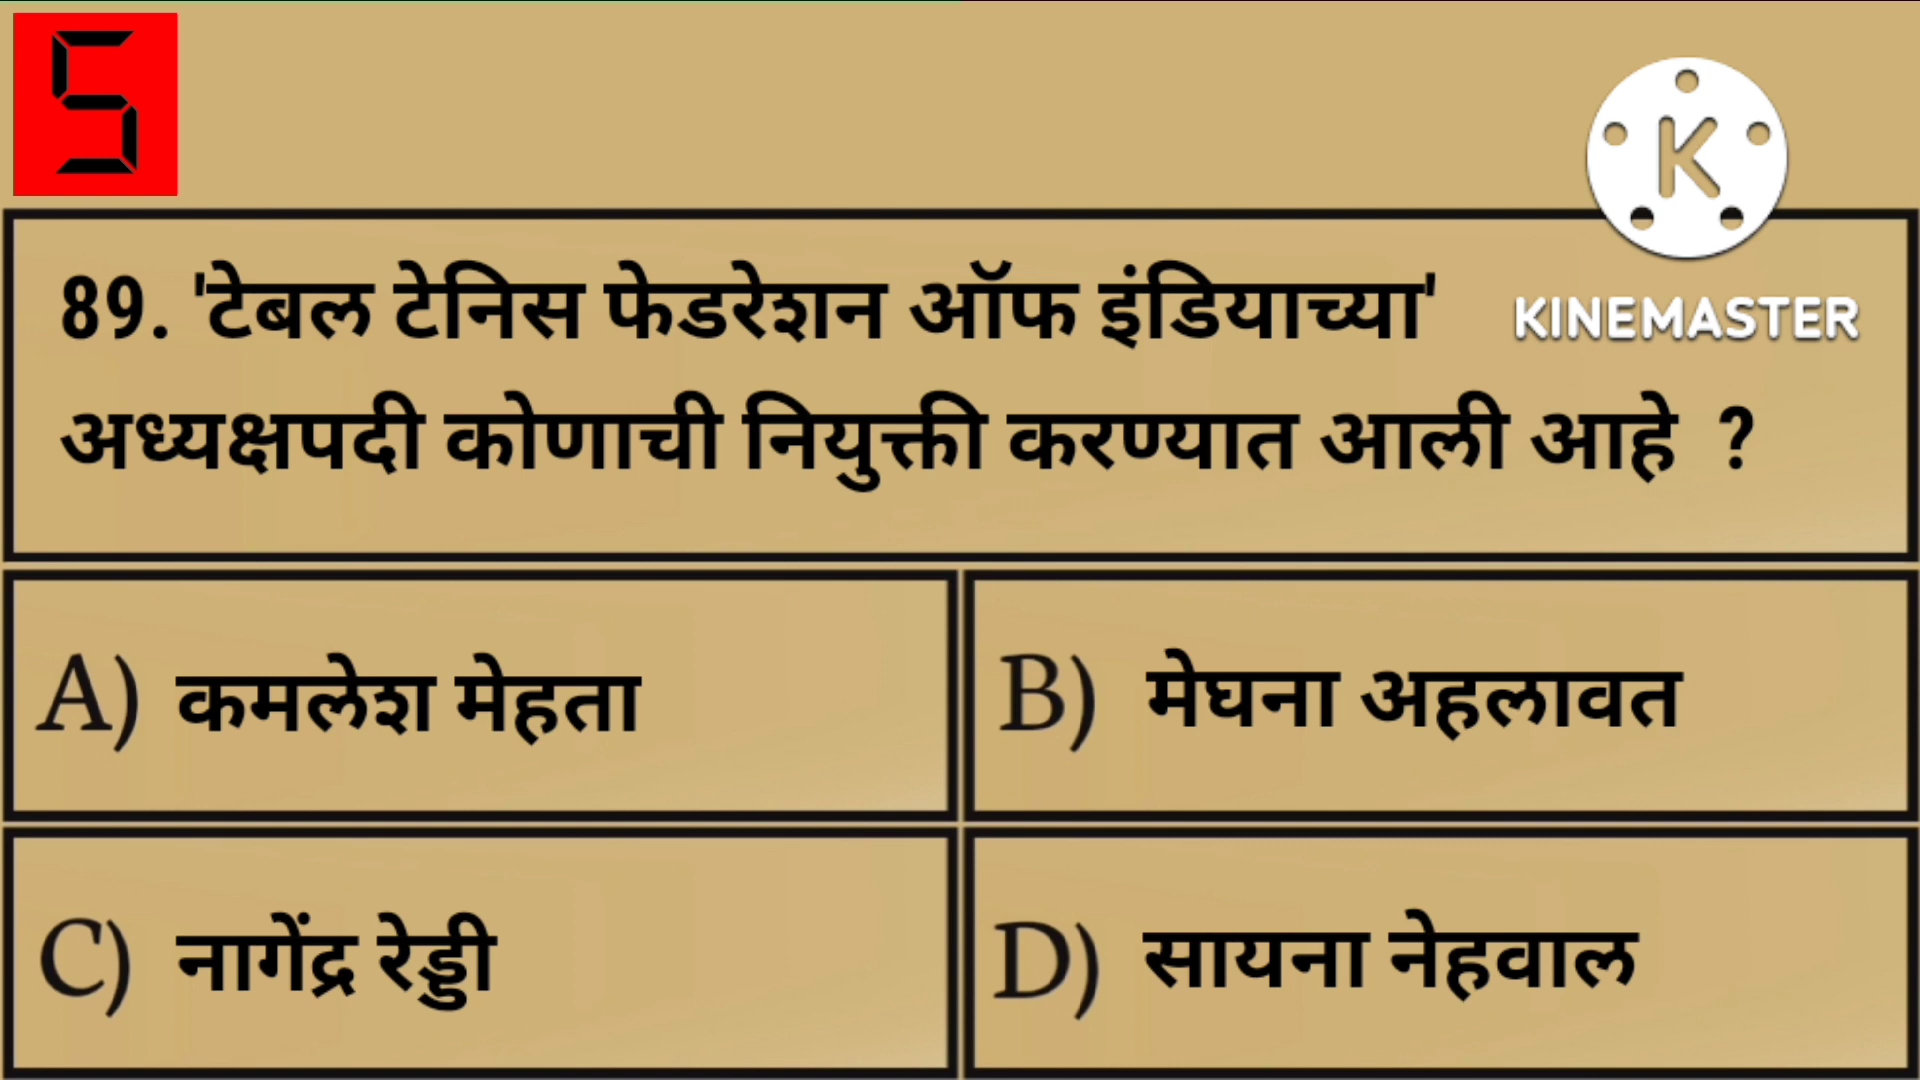 5
KINEMASTER
89. 'टेबल टेनिस फेडरेशन ऑफ इंडियाच्या'
अध्यक्षपदी कोणाची नियुक्ती करण्यात आली आहे ?
A) कमलेश मेहता
B) मेघना अहलावत
C) नागेंद्र रेड्डी
D) सायना नेहवाल